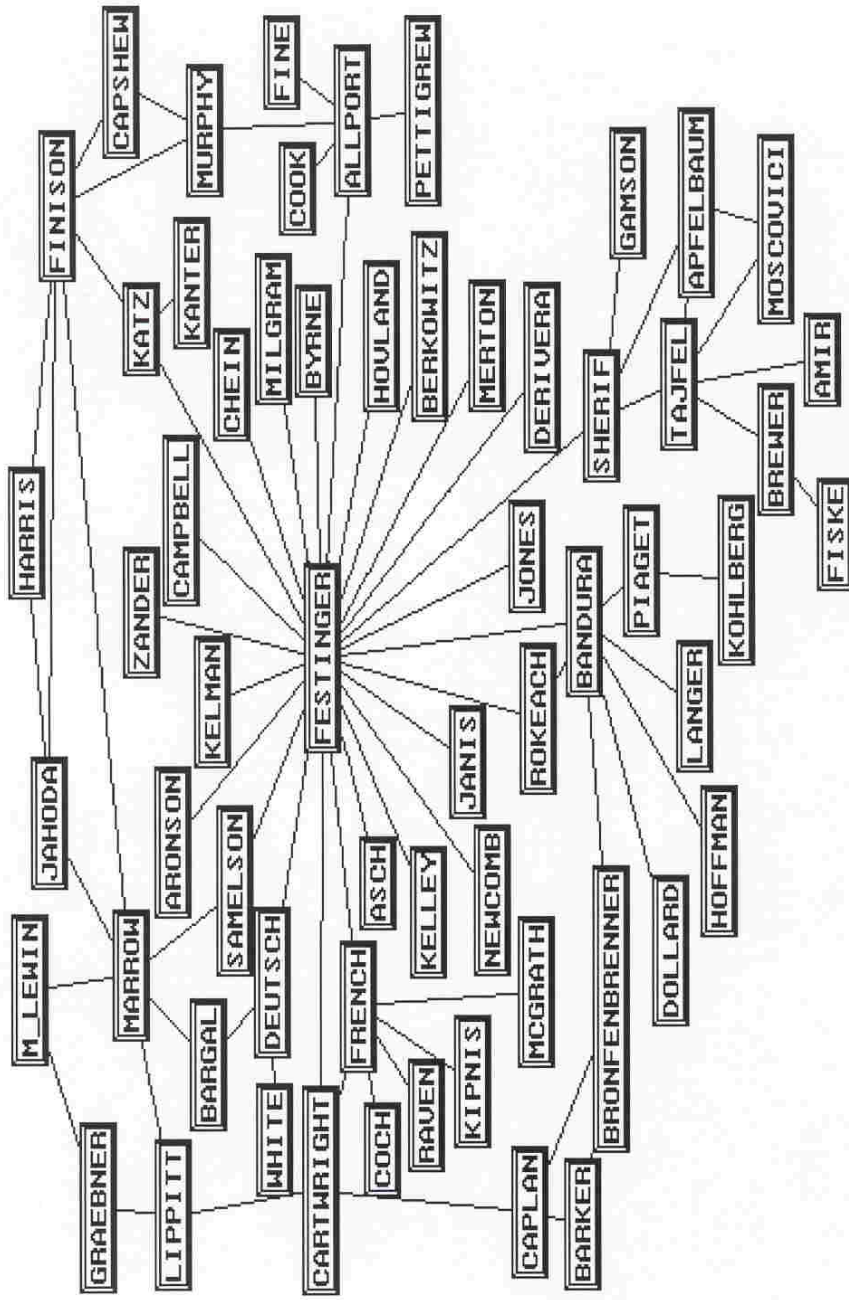 M_LEWIN
JAHODA
HARRIS
FINISON
CAPSHEW
GRAEBNER
MARROW
ZANDER
KATZ
MURPHY
LIPPITT
BARGAL
ARONSON
KELMAN
CAMPBELL
KANTER
FINE
SAMELSON
CHEIN
WHITE
DEUTSCH
MILGRAM
COOK
CARTWRIGHT
FRENCH
FESTINGER
BYRNE
ALLPORT
COCH
ASCH
HOVLAND
RAVEN
KELLEY
BERKOWITZ
PETTIGREW
KIPNIS
NEWCOMB
JANIS
MERTON
CAPLAN
MCGRATH
ROKEACH
JONES
DERIVERA
BARKER
BRONFENBRENNER
BANDURA
SHERIF
GAMSON
DOLLARD
LANGER
PIAGET
TAJFEL
APFELBAUM
HOFFMAN
KOHLBERG
BREWER
MOSCOVICI
FISKE
AMIR